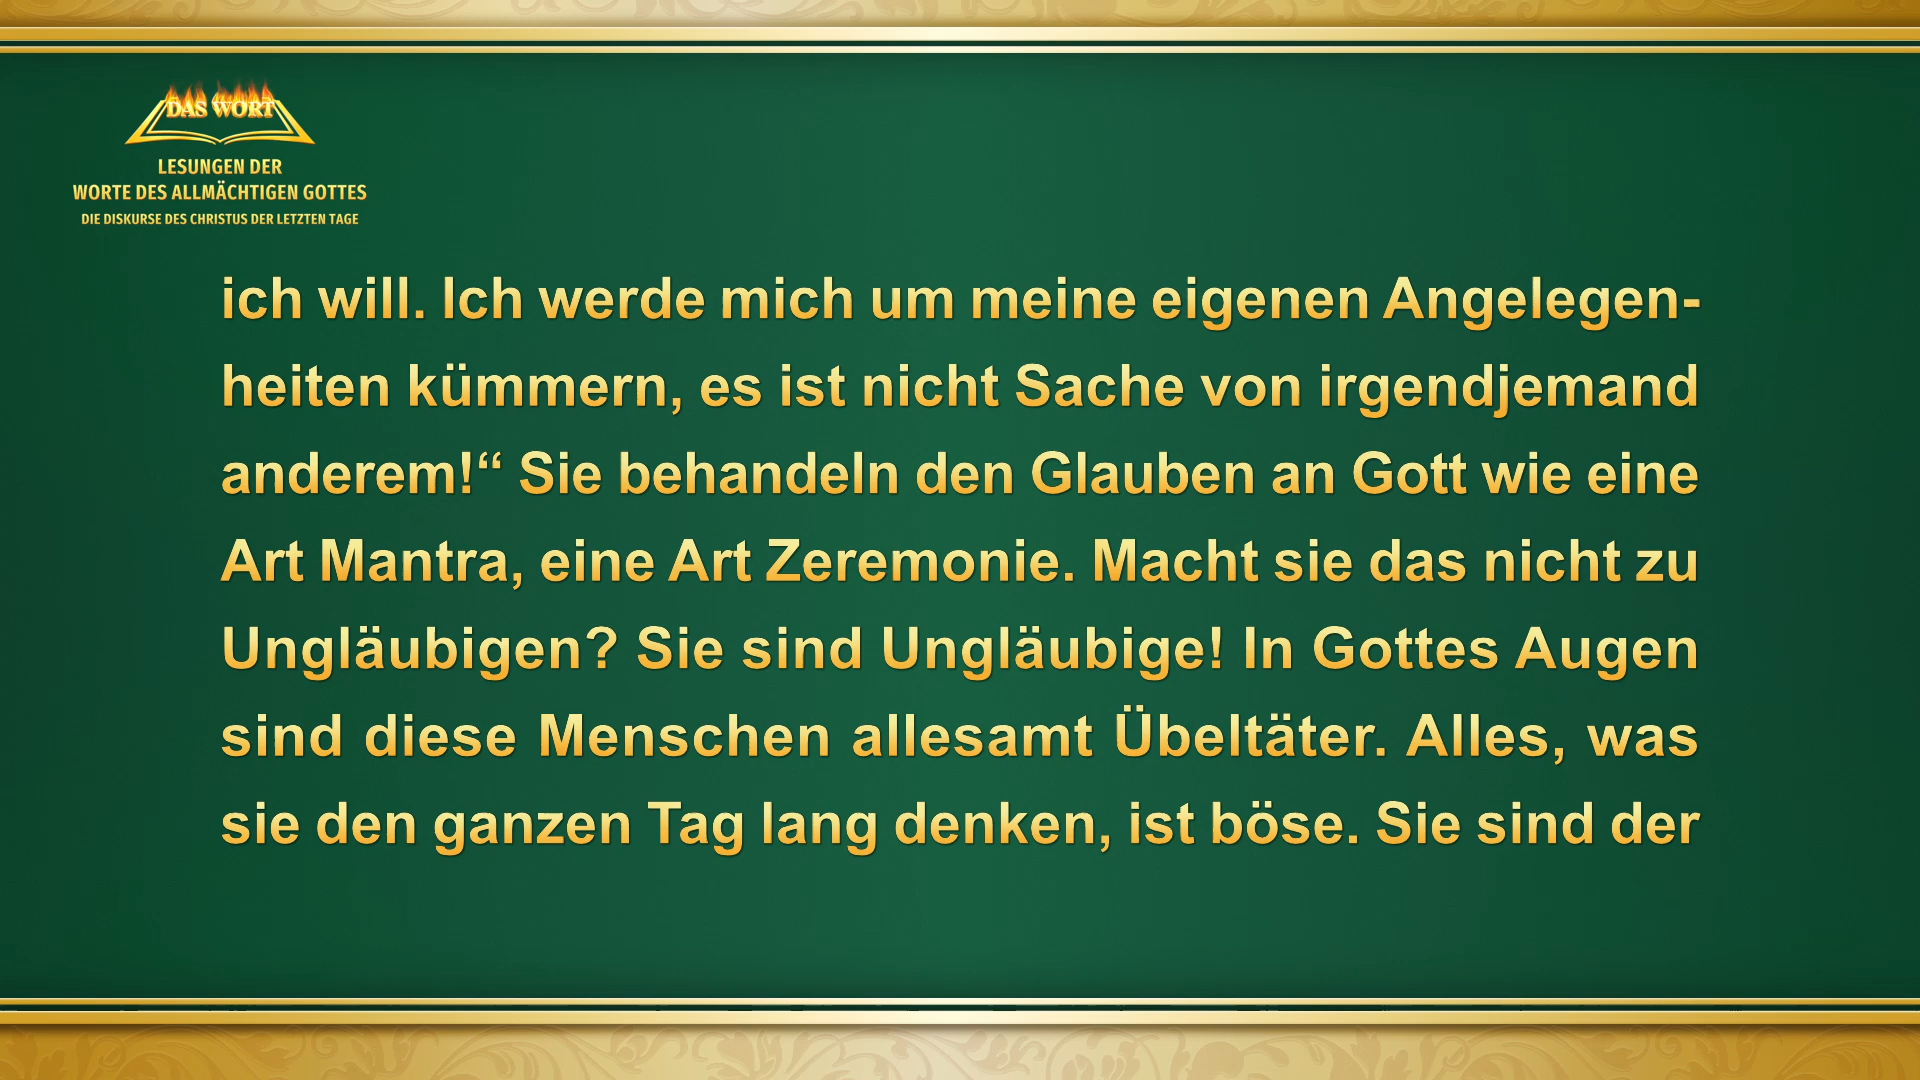 DAS WORT
LESUNGEN DER
WORTE DES ALLMÄCHTIGEN GOTTES
DIE DISKURSE DES CHRISTUS DER LETZTEN TAGE
ich will. Ich werde mich um meine eigenen Angelegen-
heiten kümmern, es ist nicht Sache von irgendjemand
anderem!“ Sie behandeln den Glauben an Gott wie eine
Art Mantra, eine Art Zeremonie. Macht sie das nicht zu
Ungläubigen? Sie sind Ungläubige! In Gottes Augen
sind diese Menschen allesamt Übeltäter. Alles, was
sie den ganzen Tag lang denken, ist böse. Sie sind der